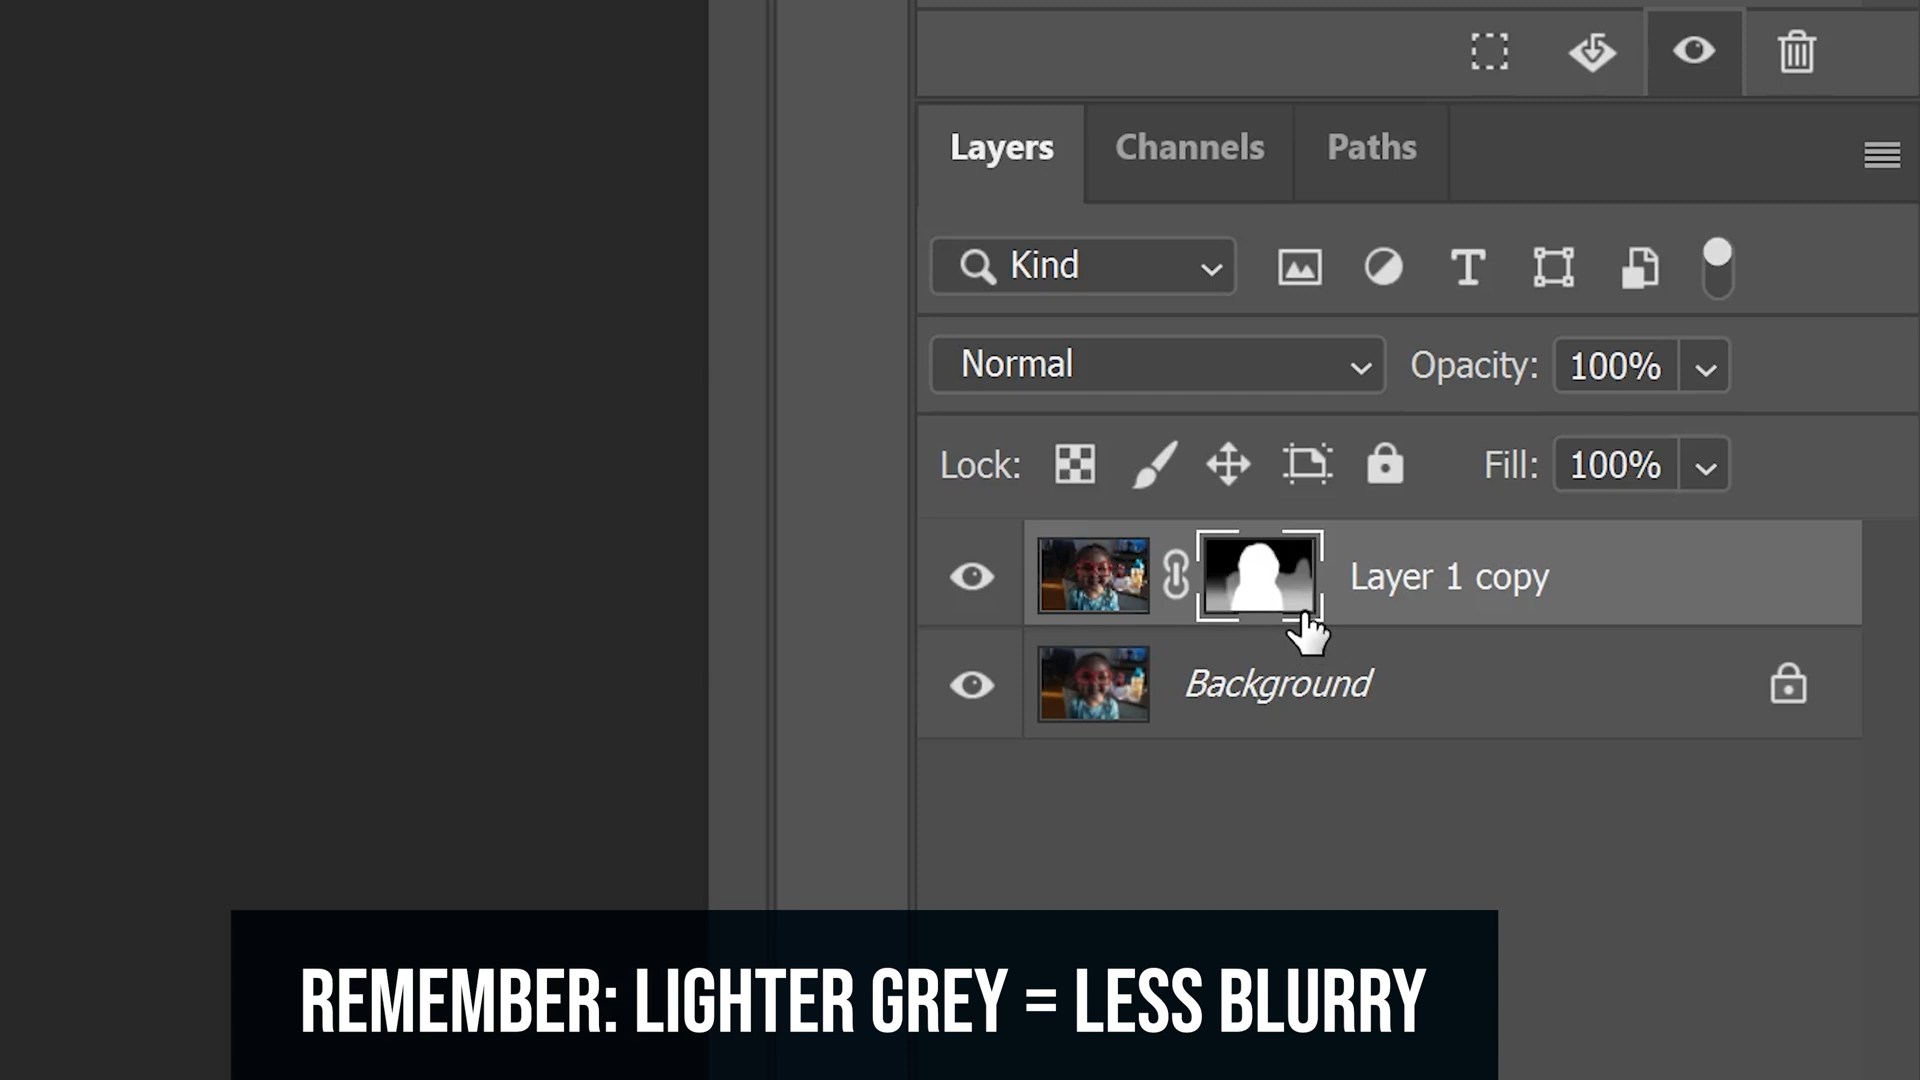 Layers Channels Paths
Kind
Normal Opacity: 100%
Lock: Fill: 100%
Layer 1 copy
Background
REMEMBER: LIGHTER GREY = LESS BLURRY